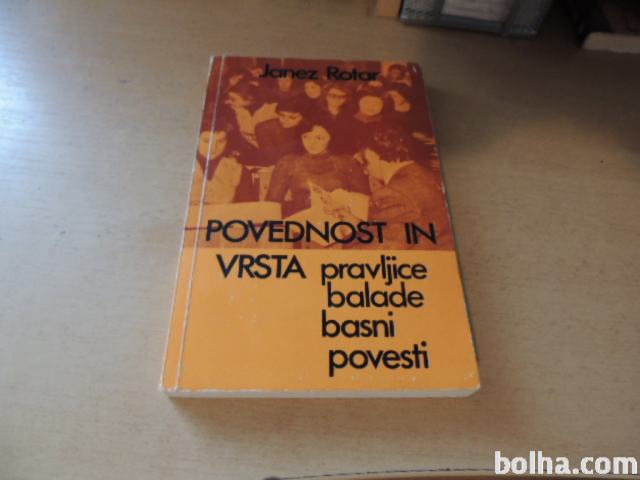 Janez Rotar
POVEDNOST IN
VRSTA pravljice
balade
basni
povesti
bolha.com